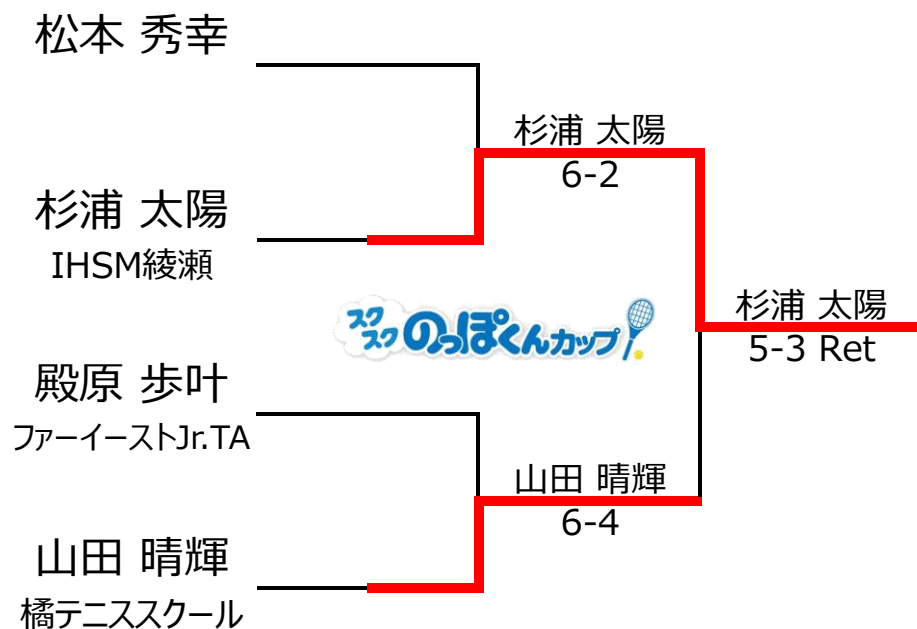 松本 秀幸
杉浦 太陽
6-2
杉浦 太陽
IHSM綾瀬
スクスクのっぽくんカップ
杉浦 太陽
5-3 Ret
殿原 歩叶
ファーイーストJr.TA
山田 晴輝
6-4
山田 晴輝
橘テニススクール